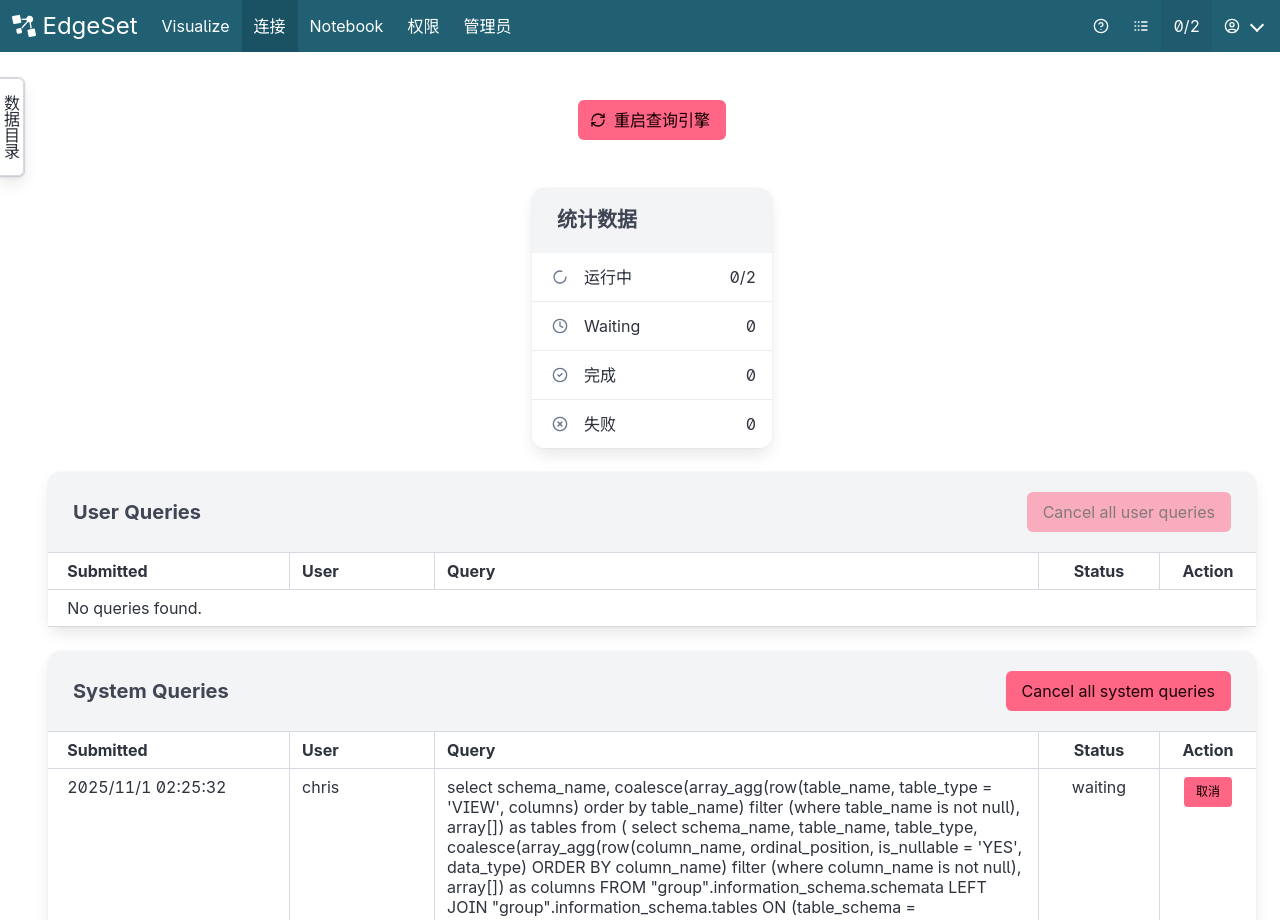 EdgeSet Visualize 连接 Notebook 权限 管理员 0/2
数据目录
重启查询引擎
统计数据
运行中 0/2
Waiting 0
完成 0
失败 0
User Queries Cancel all user queries
Submitted User Query Status Action
No queries found.
System Queries Cancel all system queries
Submitted User Query Status Action
2025/11/1 02:25:32 chris select schema_name, coalesce(array_agg(row(table_name, table_type = waiting 取消
'VIEW', columns) order by table_name) filter (where table_name is not null),
array[]) as tables from ( select schema_name, table_name, table_type,
coalesce(array_agg(row(column_name, ordinal_position, is_nullable = 'YES',
data_type) ORDER BY column_name) filter (where column_name is not null),
array[]) as columns FROM "group".information_schema.schemata LEFT
JOIN "group".information_schema.tables ON (table_schema =